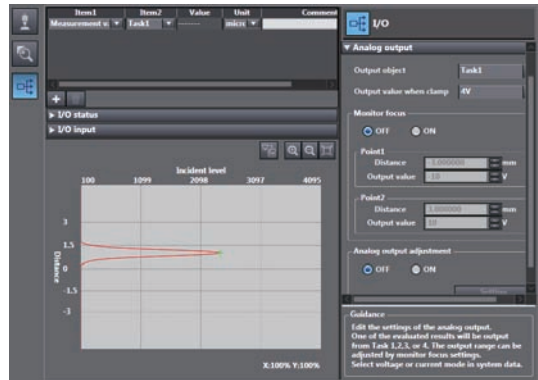 Item1 Item2 Value Unit Comment
Measurement v. Task1 ------ micro
I/O status
I/O input
Incident level
100 1099 2098 3097 4095
3
1.5
0
-1.5
-3
Distance
X:100% Y:100%
I/O
Analog output
Output object Task1
Output value when clamp 4V
Monitor focus
OFF ON
Point1
Distance -3.000000 mm
Output value -10 V
Point2
Distance 3.000000 mm
Output value 10 V
Analog output adjustment
OFF ON
Guidance
Edit the settings of the analog output.
One of the evaluated results will be output
from Task 1,2,3, or 4. The output range can be
adjusted by monitor focus settings.
Select voltage or current mode in system data.